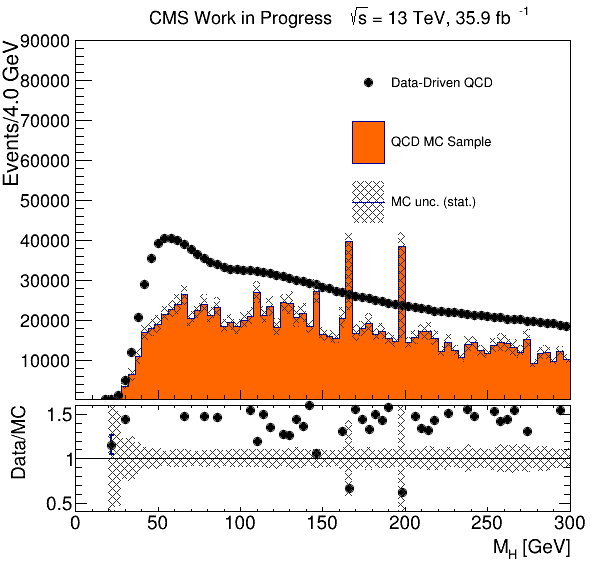 CMS Work in Progress √s = 13 TeV, 35.9 fb -1
Events/4.0 GeV
90000
80000
70000
60000
50000
40000
30000
20000
10000
Data-Driven QCD
QCD MC Sample
MC unc. (stat.)
Data/MC
1.5
1
0.5
0 50 100 150 200 250 300
M_H [GeV]